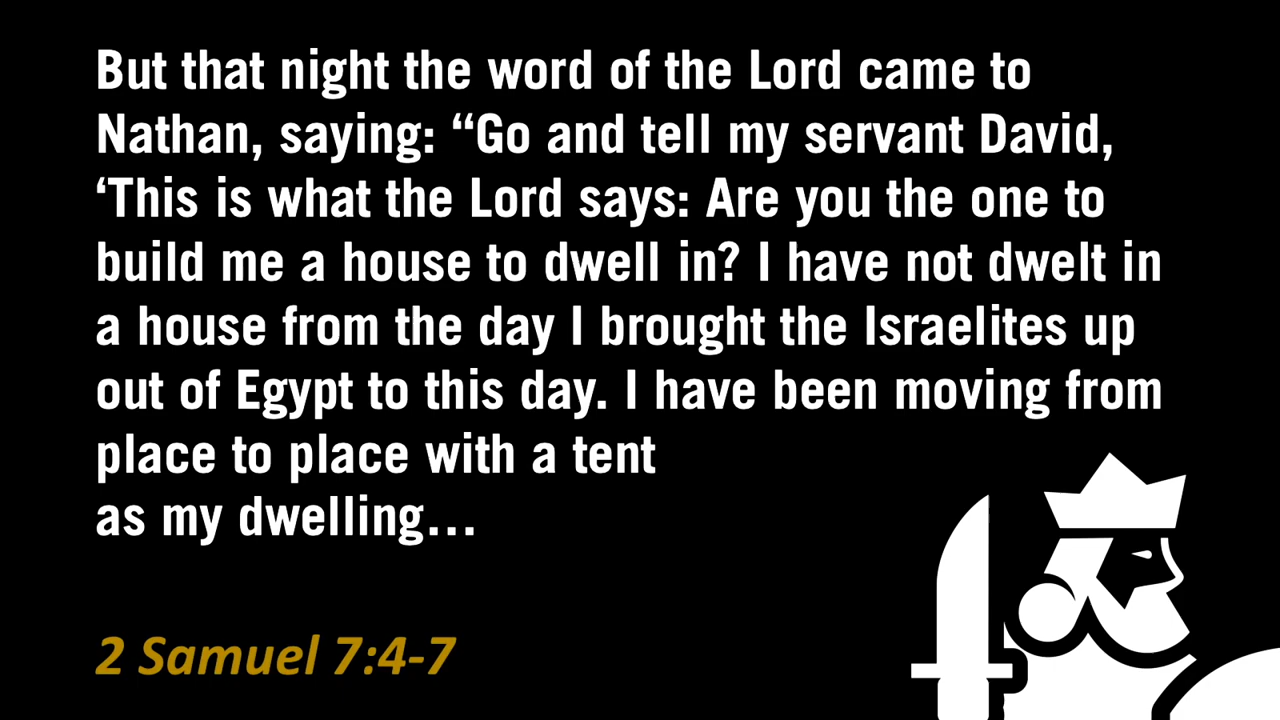 But that night the word of the Lord came to
Nathan, saying: “Go and tell my servant David,
‘This is what the Lord says: Are you the one to
build me a house to dwell in? I have not dwelt in
a house from the day I brought the Israelites up
out of Egypt to this day. I have been moving from
place to place with a tent
as my dwelling…
2 Samuel 7:4-7